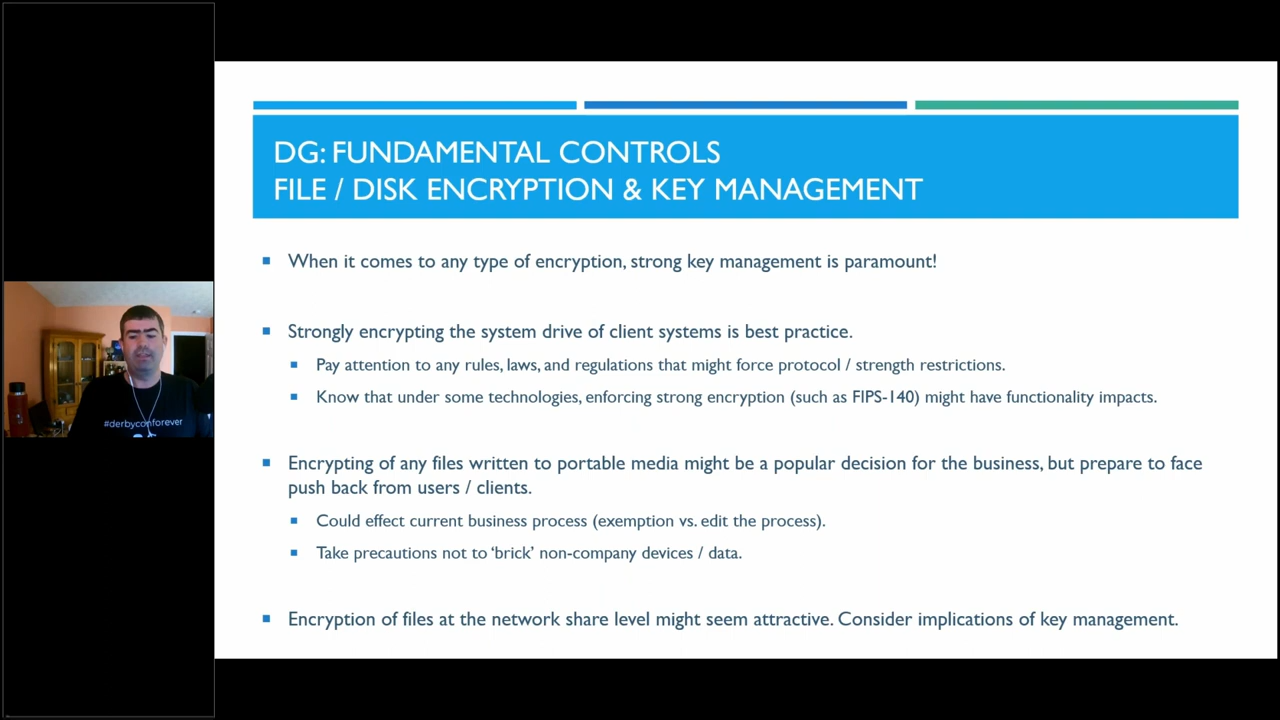 DG: FUNDAMENTAL CONTROLS
FILE / DISK ENCRYPTION & KEY MANAGEMENT
When it comes to any type of encryption, strong key management is paramount!
Strongly encrypting the system drive of client systems is best practice.
Pay attention to any rules, laws, and regulations that might force protocol / strength restrictions.
Know that under some technologies, enforcing strong encryption (such as FIPS-140) might have functionality impacts.
Encrypting of any files written to portable media might be a popular decision for the business, but prepare to face
push back from users / clients.
Could effect current business process (exemption vs. edit the process).
Take precautions not to ‘brick’ non-company devices / data.
Encryption of files at the network share level might seem attractive. Consider implications of key management.
#derbyconforever